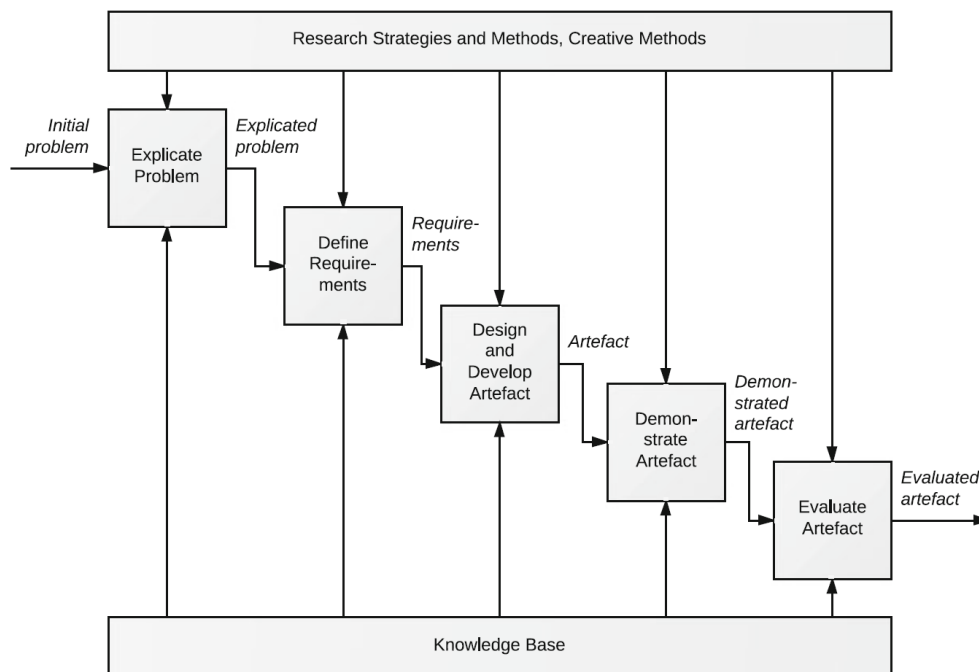 Research Strategies and Methods, Creative Methods
Initial
problem
Explicated
problem
Explicate
Problem
Define
Require-
ments
Require-
ments
Design
and
Develop
Artefact
Artefact
Demon-
strate
Artefact
Demon-
strated
artefact
Evaluate
Artefact
Evaluated
artefact
Knowledge Base